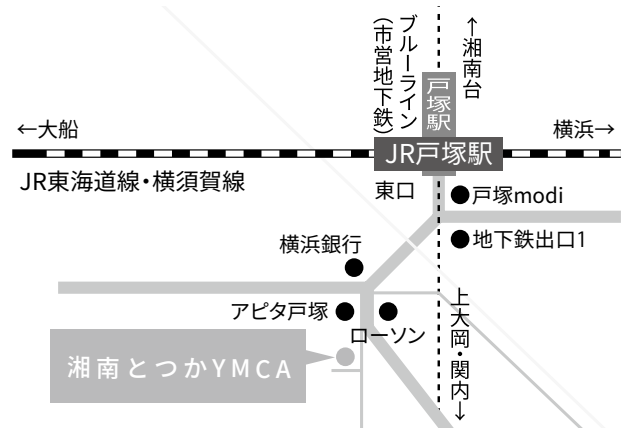 ブルーライン
(市営地下鉄)
↑湘南台
戸塚駅
←大船
横浜→
JR戸塚駅
JR東海道線・横須賀線
東口
戸塚modi
地下鉄出口1
横浜銀行
アピタ戸塚
ローソン
上大岡・関内↓
湘南とつかYMCA